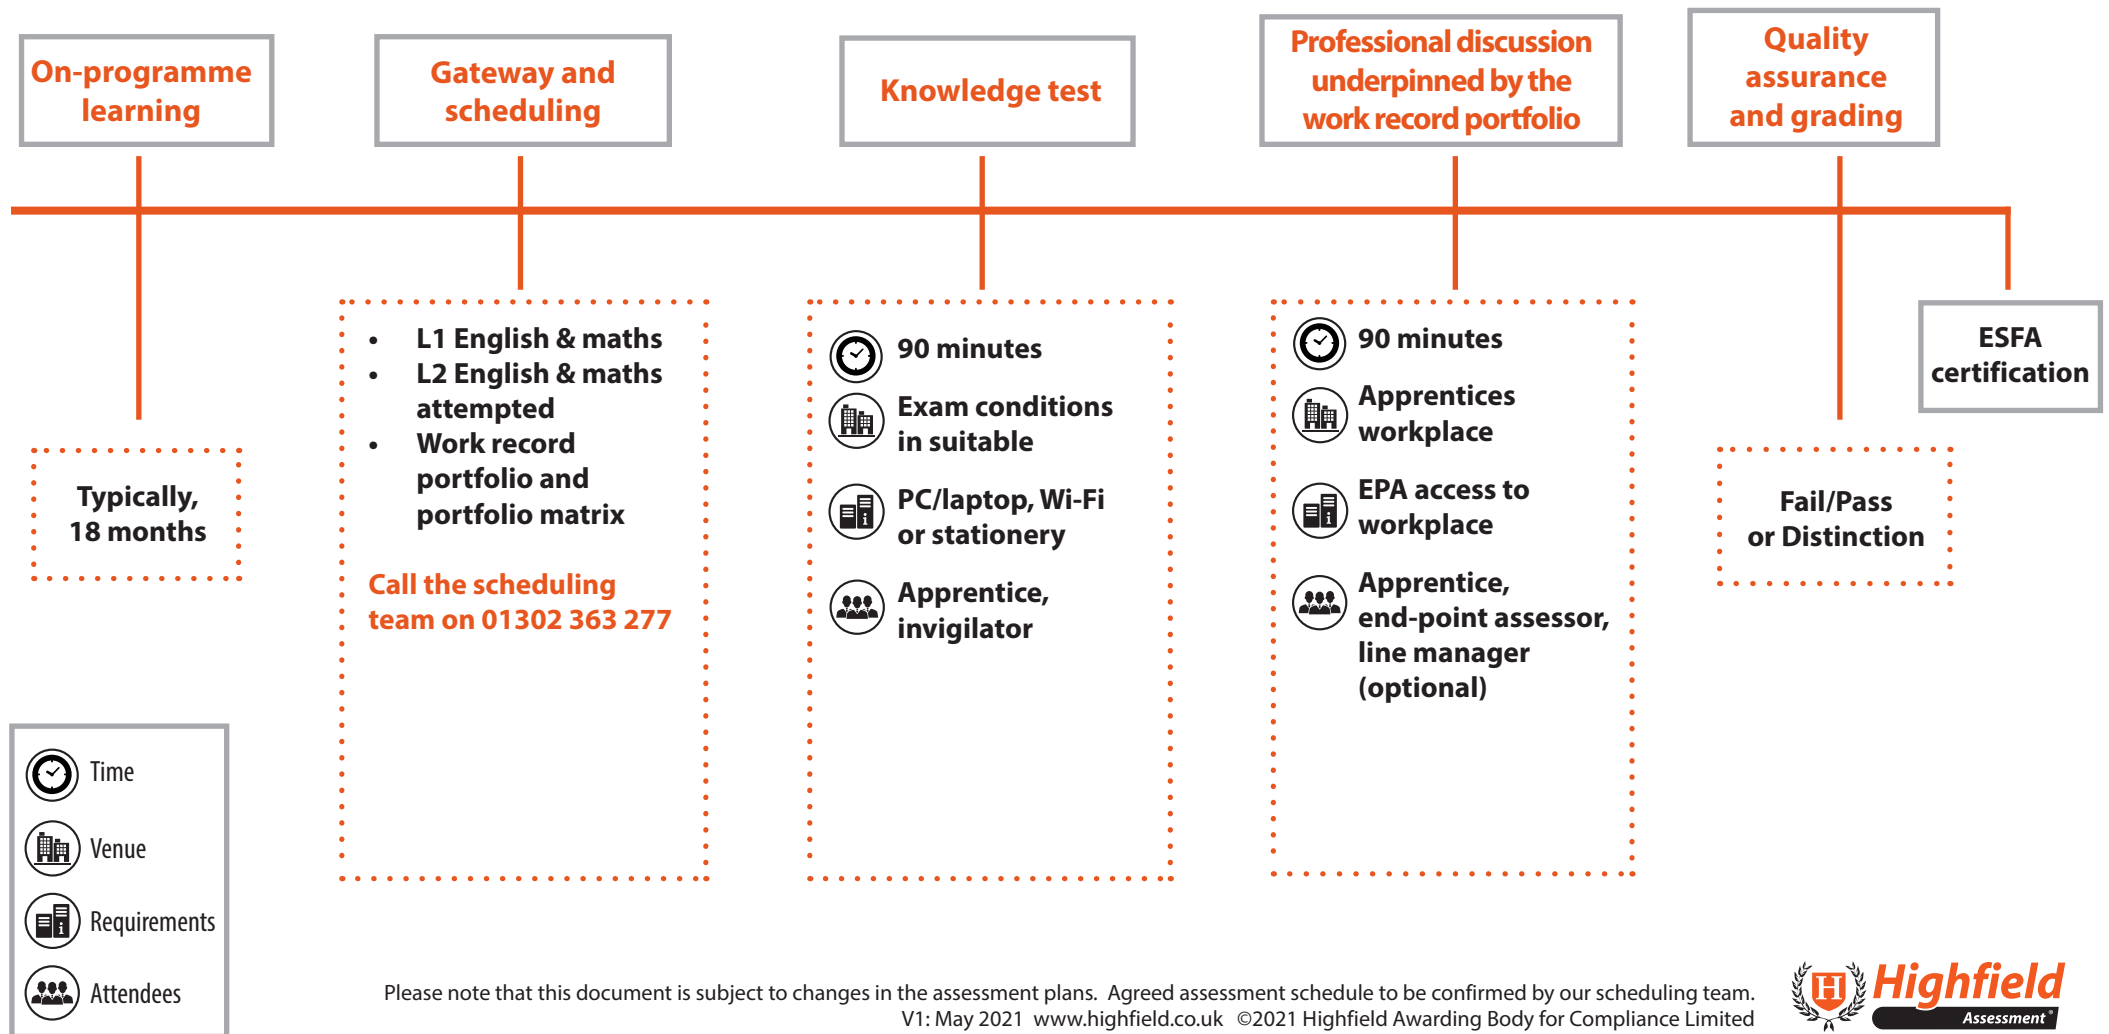 On-programme
learning
Gateway and
scheduling
Knowledge test
Professional discussion
underpinned by the
work record portfolio
Quality
assurance
and grading
Typically,
18 months
• L1 English & maths
• L2 English & maths
attempted
• Work record
portfolio and
portfolio matrix
Call the scheduling
team on 01302 363 277
90 minutes
Exam conditions
in suitable
PC/laptop, Wi-Fi
or stationery
Apprentice,
invigilator
90 minutes
Apprentices
workplace
EPA access to
workplace
Apprentice,
end-point assessor,
line manager
(optional)
Fail/Pass
or Distinction
ESFA
certification
Time
Venue
Requirements
Attendees
Please note that this document is subject to changes in the assessment plans. Agreed assessment schedule to be confirmed by our scheduling team.
V1: May 2021 www.highfield.co.uk ©2021 Highfield Awarding Body for Compliance Limited
H
Highfield
Assessment®